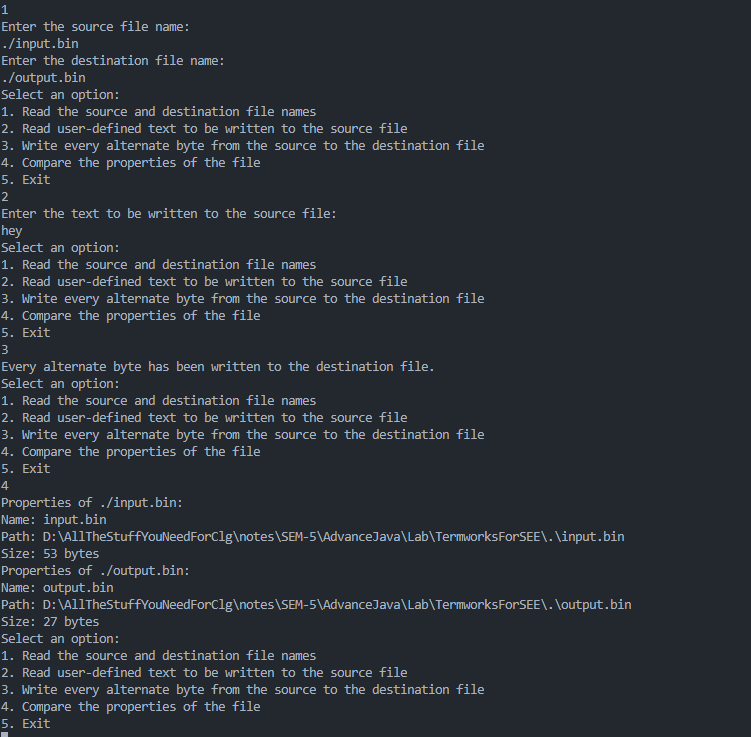 1
Enter the source file name:
./input.bin
Enter the destination file name:
./output.bin
Select an option:
1. Read the source and destination file names
2. Read user-defined text to be written to the source file
3. Write every alternate byte from the source to the destination file
4. Compare the properties of the file
5. Exit
2
Enter the text to be written to the source file:
hey
Select an option:
1. Read the source and destination file names
2. Read user-defined text to be written to the source file
3. Write every alternate byte from the source to the destination file
4. Compare the properties of the file
5. Exit
3
Every alternate byte has been written to the destination file.
Select an option:
1. Read the source and destination file names
2. Read user-defined text to be written to the source file
3. Write every alternate byte from the source to the destination file
4. Compare the properties of the file
5. Exit
4
Properties of ./input.bin:
Name: input.bin
Path: D:\AllTheStuffYouNeedForClg\notes\SEM-5\AdvanceJava\Lab\TermworksForSEE\.\input.bin
Size: 53 bytes
Properties of ./output.bin:
Name: output.bin
Path: D:\AllTheStuffYouNeedForClg\notes\SEM-5\AdvanceJava\Lab\TermworksForSEE\.\output.bin
Size: 27 bytes
Select an option:
1. Read the source and destination file names
2. Read user-defined text to be written to the source file
3. Write every alternate byte from the source to the destination file
4. Compare the properties of the file
5. Exit